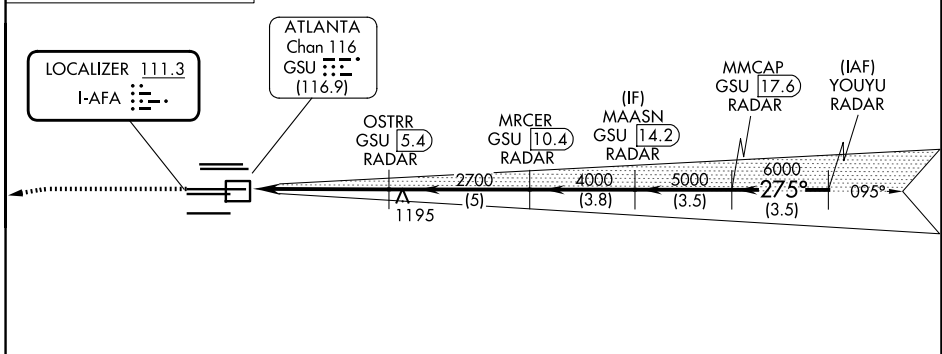 LOCALIZER 111.3
I-AFA
ATLANTA
Chan 116
GSU
(116.9)
OSTRR
GSU 5.4
RADAR
MRCER
GSU 10.4
RADAR
(IF)
MAASN
GSU 14.2
RADAR
MMCAP
GSU 17.6
RADAR
(IAF)
YOUYU
RADAR
2700
(5)
4000
(3.8)
5000
(3.5)
6000
275°
(3.5)
095°
1195